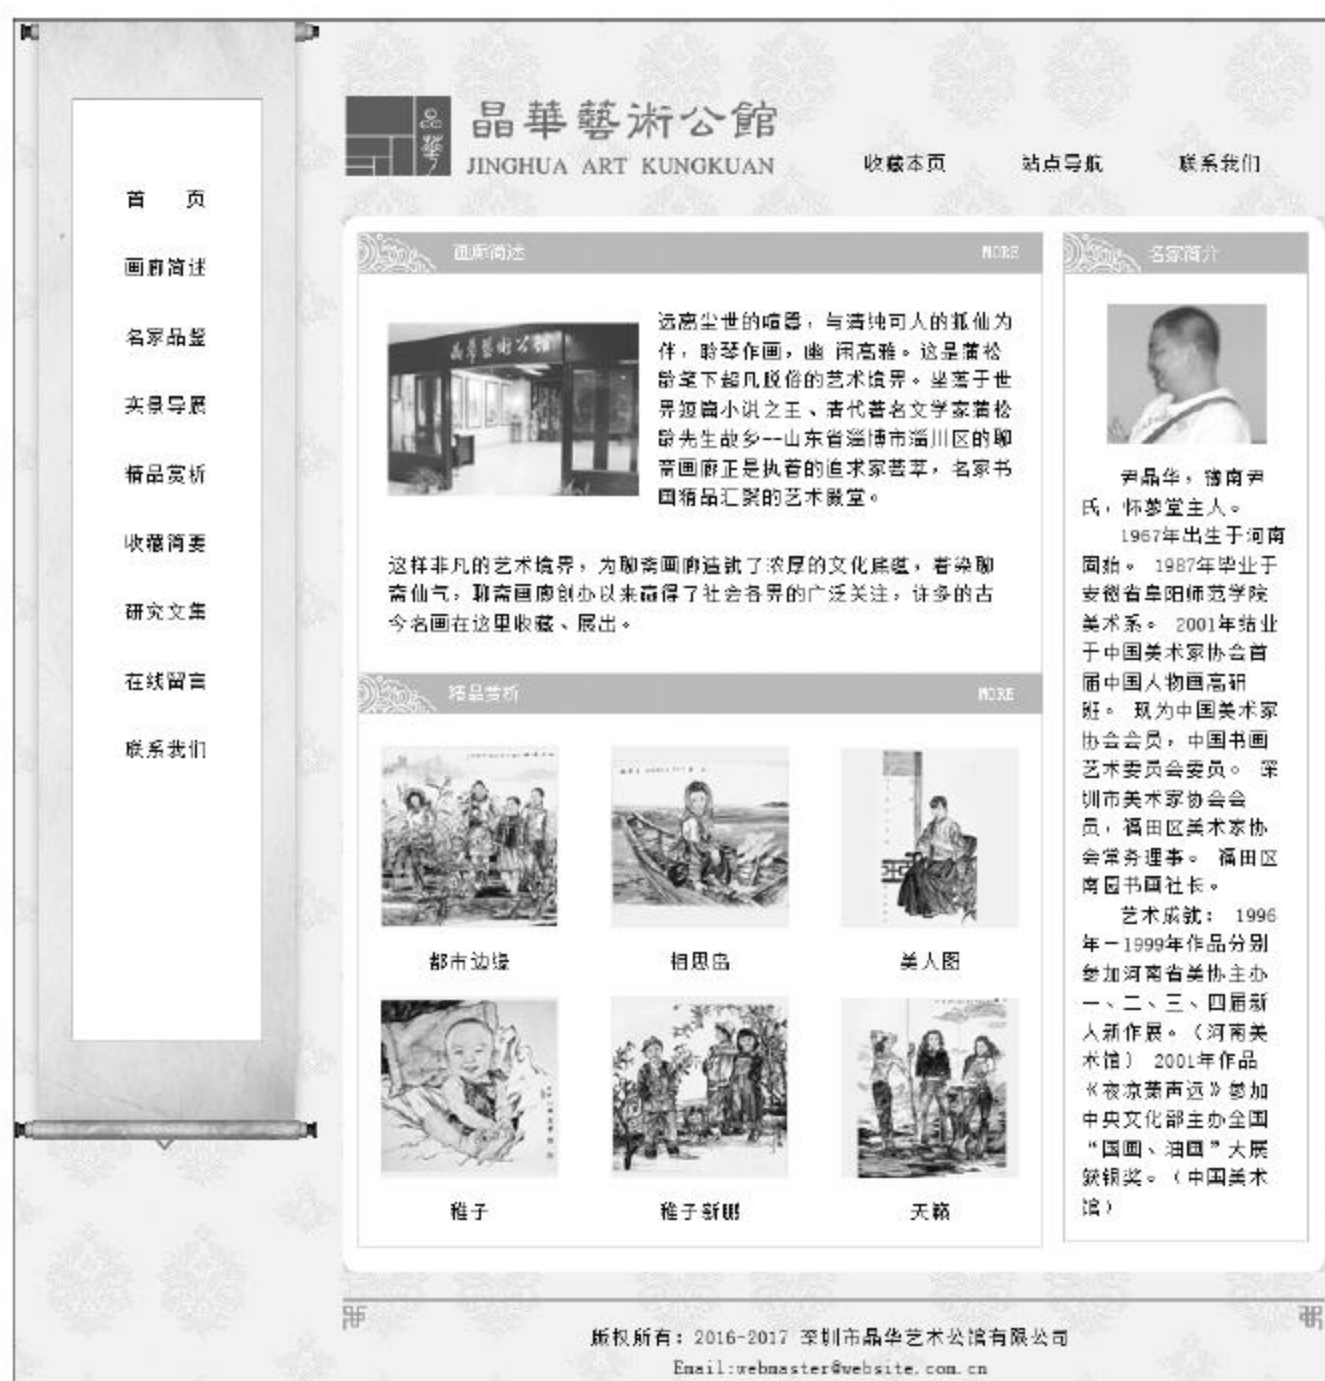 晶華藝術公館
JINGHUA ART KUNGKUAN
晶華
收藏本页
站点导航
联系我们
首 页
画廊简述
名家品鉴
实景导展
精品赏析
收藏简要
研究文集
在线留言
联系我们
画廊简述
MORE
晶華藝術公館
远离尘世的喧嚣，与清纯可人的狐仙为
伴，聆琴作画，幽 闲高雅。这是蒲松
龄笔下超凡脱俗的艺术境界。坐落于世
界短篇小说之王、清代著名文学家蒲松
龄先生故乡--山东省淄博市淄川区的聊
斋画廊正是执着的追求家荟萃，名家书
画精品汇聚的艺术殿堂。
这样非凡的艺术境界，为聊斋画廊造就了浓厚的文化底蕴，着染聊
斋仙气，聊斋画廊创办以来赢得了社会各界的广泛关注，许多的古
今名画在这里收藏、展出。
精品赏析
MORE
都市边缘
相思岛
美人图
稚子
稚子新鹏
天籁
名家简介
尹晶华，号南尹
氏，怀梦堂主人。
1967年出生于河南
固始。 1987年毕业于
安徽省阜阳师范学院
美术系。 2001年结业
于中国美术家协会首
届中国人物画高研
班。 现为中国美术家
协会会员，中国书画
艺术委员会委员。 深
圳市美术家协会会
员，福田区美术家协
会常务理事。 福田区
南园书画社长。
艺术成就： 1996
年－1999年作品分别
参加河南省美协主办
一、二、三、四届新
人新作展。（河南美
术馆） 2001年作品
《夜凉萧声远》参加
中央文化部主办全国
“国画、油画”大展
获铜奖。（中国美术
馆）
版权所有：2016-2017 深圳市晶华艺术公馆有限公司
Email:webmaster@website.com.cn